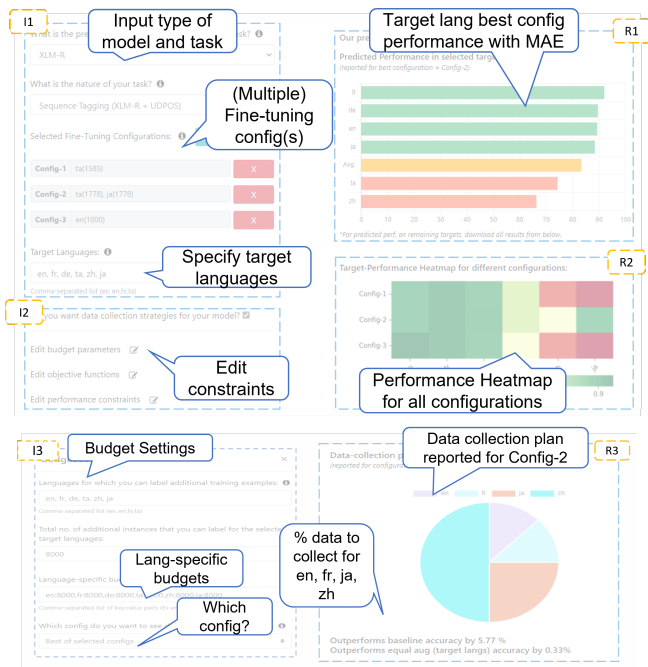 I1
Input type of
model and task
What is the pre
sk?
XLM-R
What is the nature of your task?
Sequence Tagging (XLM-R + UDPOS)
(Multiple)
Fine-tuning
config(s)
Selected Fine-Tuning Configurations:
Config-1 ta(1585) X
Config-2 ta(1778), ja(1778) X
Config-3 en(1000) X
Target Languages:
en, fr, de, ta, zh, ja
Comma-separated list (ex: en,hi,ta)
Specify target
languages
I2
you want data collection strategies for your model?
Edit budget parameters
Edit objective functions
Edit performance constraints
Edit
constraints
R1
Target lang best config
performance with MAE
Our pre
Predicted Performance in selected targe
(reported for best configuration = Config-2)
fr
de
en
ja
Avg.
ta
zh
0 10 20 30 40 50 60 70 80 90 100
*For predicted perf. on remaining targets, download all results from below.
R2
Target-Performance Heatmap for different configurations:
Config-1
Config-2
Config-3
0.9
Performance Heatmap
for all configurations
I3
Budget Settings
X
Languages for which you can label additional training examples:
en, fr, de, ta, zh, ja
Comma-separated list (ex: en,hi,ta)
Total no. of additional instances that you can label for the selecte
target languages:
8000
Lang-specific
budgets
Language-specific bu
en:8000,fr:8000,de:8000,ta:
00,zh:8000,ja:8000
Comma-separated list of key:value pairs (ex
Which
config?
Which config do you want to see
Best of selected configs
R3
Data collection plan
reported for Config-2
Data-collection p
(reported for configura
en fr ja zh
% data to
collect for
en, fr, ja,
zh
Outperforms baseline accuracy by 5.77 %
Outperforms equal aug (target langs) accuracy by 0.33%